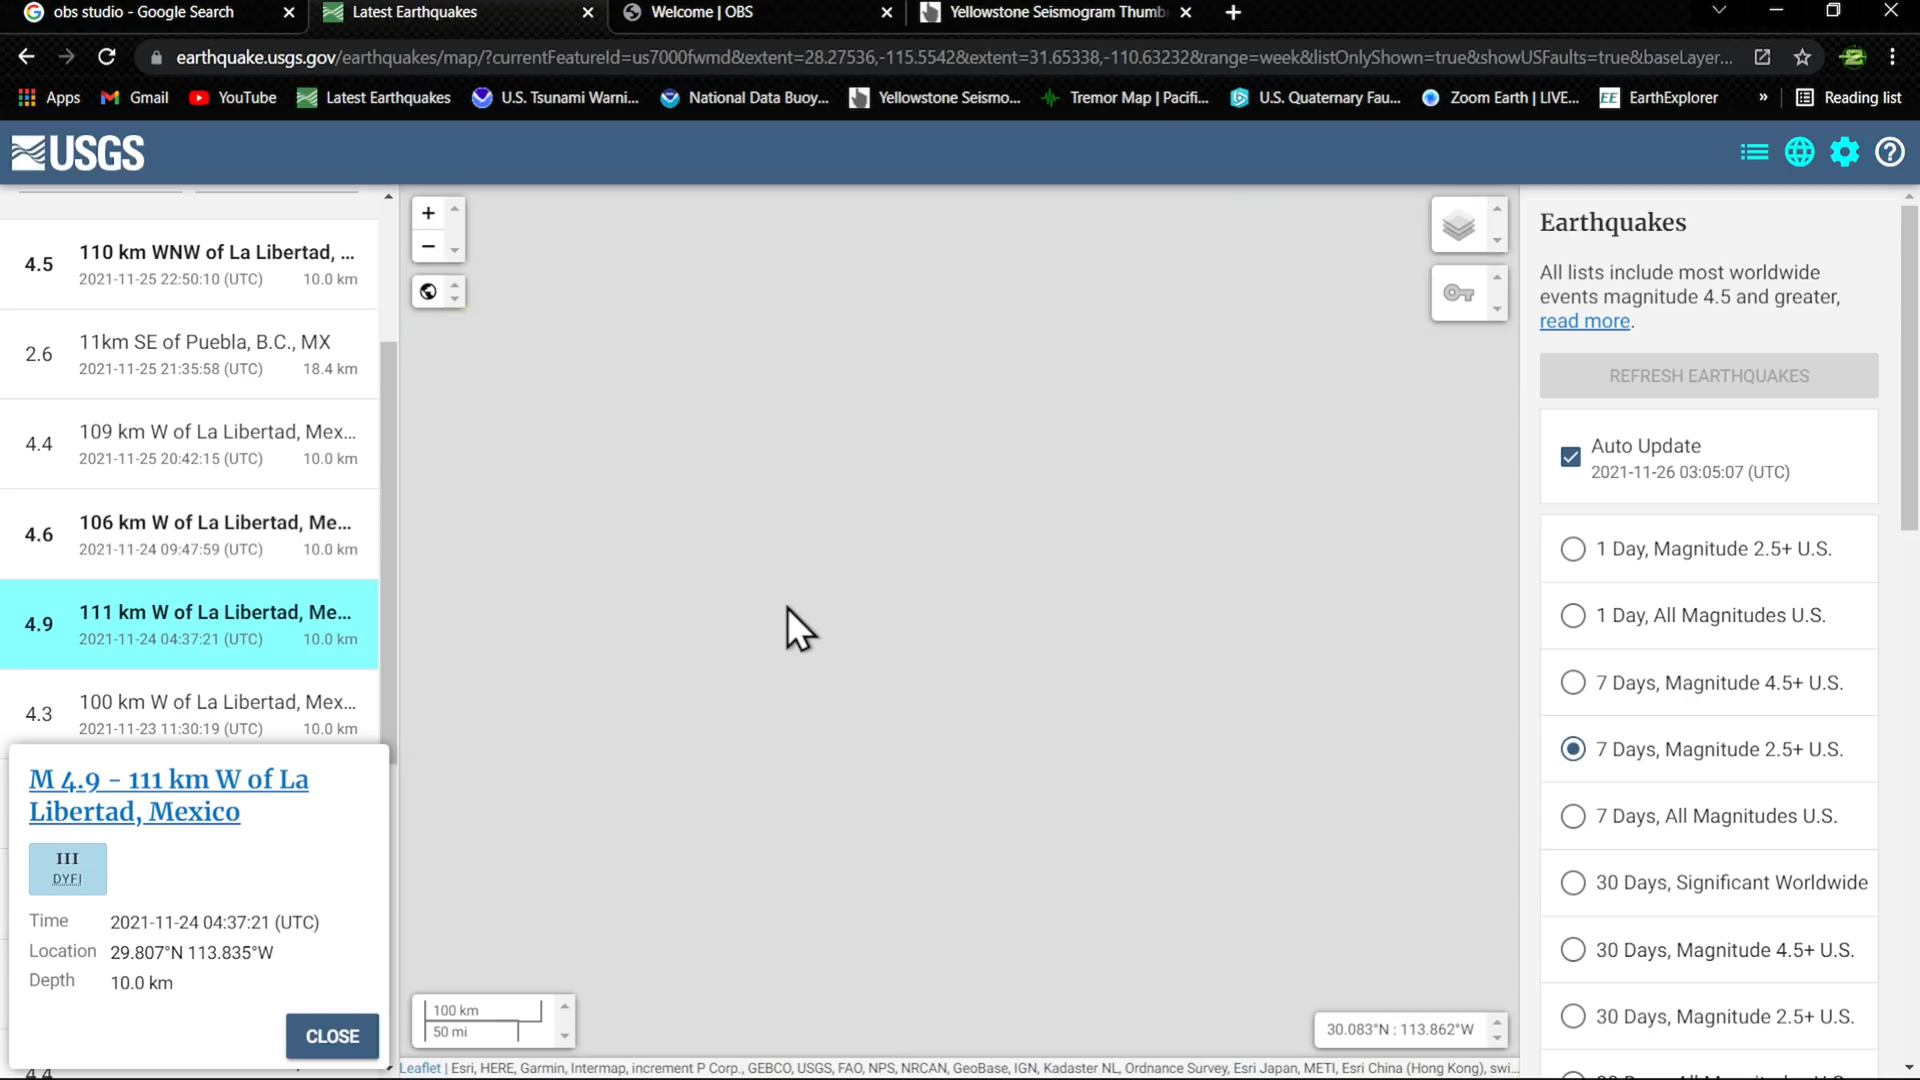 obs studio - Google Search
Latest Earthquakes
Welcome | OBS
Yellowstone Seismogram Thumb
earthquake.usgs.gov/earthquakes/map/?currentFeatureId=us7000fwmd&extent=28.27536,-115.5542&extent=31.65338,-110.63232&range=week&listOnlyShown=true&showUSFaults=true&baseLayer...
Apps
Gmail
YouTube
Latest Earthquakes
U.S. Tsunami Warni...
National Data Buoy...
Yellowstone Seismo...
Tremor Map | Pacifi...
U.S. Quaternary Fau...
Zoom Earth | LIVE...
EE EarthExplorer
»
Reading list
USGS
4.5 110 km WNW of La Libertad, ...
2021-11-25 22:50:10 (UTC) 10.0 km
2.6 11km SE of Puebla, B.C., MX
2021-11-25 21:35:58 (UTC) 18.4 km
4.4 109 km W of La Libertad, Mex...
2021-11-25 20:42:15 (UTC) 10.0 km
4.6 106 km W of La Libertad, Me...
2021-11-24 09:47:59 (UTC) 10.0 km
4.9 111 km W of La Libertad, Me...
2021-11-24 04:37:21 (UTC) 10.0 km
4.3 100 km W of La Libertad, Mex...
2021-11-23 11:30:19 (UTC) 10.0 km
M 4.9 - 111 km W of La
Libertad, Mexico
III
DYFI
Time 2021-11-24 04:37:21 (UTC)
Location 29.807°N 113.835°W
Depth 10.0 km
CLOSE
4.4
+
−
100 km
50 mi
30.083°N : 113.862°W
Leaflet | Esri, HERE, Garmin, Intermap, increment P Corp., GEBCO, USGS, FAO, NPS, NRCAN, GeoBase, IGN, Kadaster NL, Ordnance Survey, Esri Japan, METI, Esri China (Hong Kong), swi...
Earthquakes
All lists include most worldwide
events magnitude 4.5 and greater,
read more.
REFRESH EARTHQUAKES
Auto Update
2021-11-26 03:05:07 (UTC)
1 Day, Magnitude 2.5+ U.S.
1 Day, All Magnitudes U.S.
7 Days, Magnitude 4.5+ U.S.
7 Days, Magnitude 2.5+ U.S.
7 Days, All Magnitudes U.S.
30 Days, Significant Worldwide
30 Days, Magnitude 4.5+ U.S.
30 Days, Magnitude 2.5+ U.S.